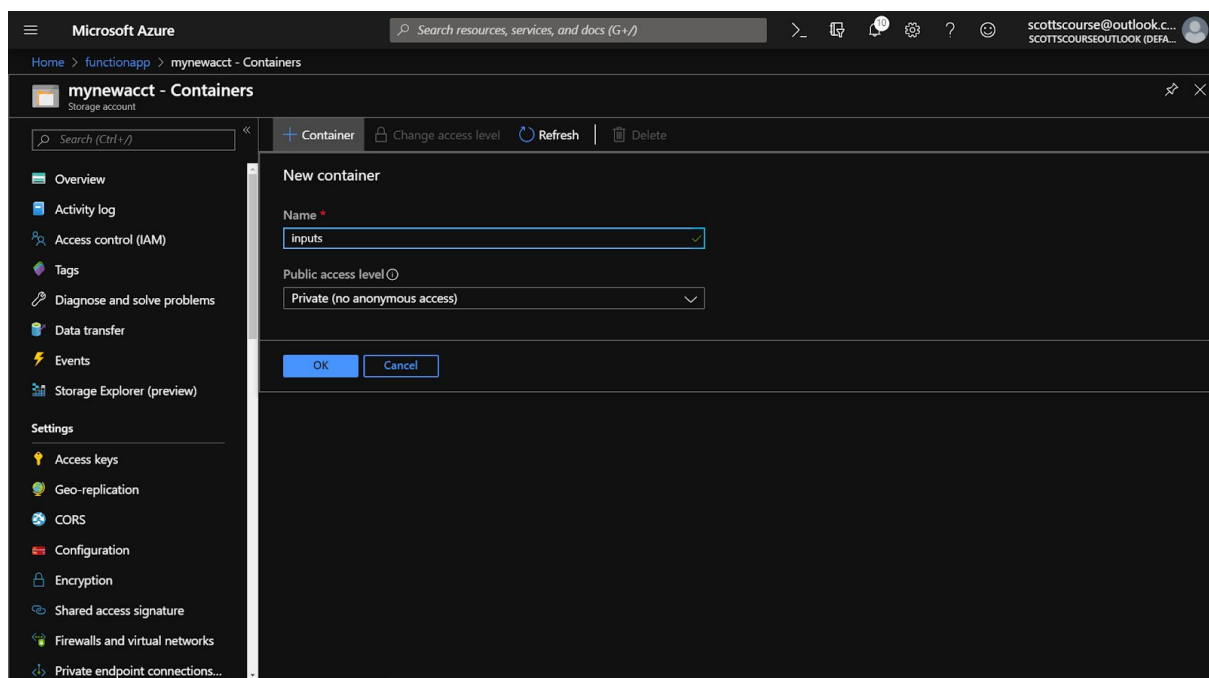 Microsoft Azure
Search resources, services, and docs (G+/)
10
scottscourse@outlook.c...
SCOTTSCOURSEOUTLOOK (DEFA...
Home > functionapp > mynewacct - Containers
mynewacct - Containers
Storage account
Search (Ctrl+/)
«
Overview
Activity log
Access control (IAM)
Tags
Diagnose and solve problems
Data transfer
Events
Storage Explorer (preview)
Settings
Access keys
Geo-replication
CORS
Configuration
Encryption
Shared access signature
Firewalls and virtual networks
Private endpoint connections...
+ Container
Change access level
Refresh
Delete
New container
Name *
inputs
Public access level
Private (no anonymous access)
OK
Cancel